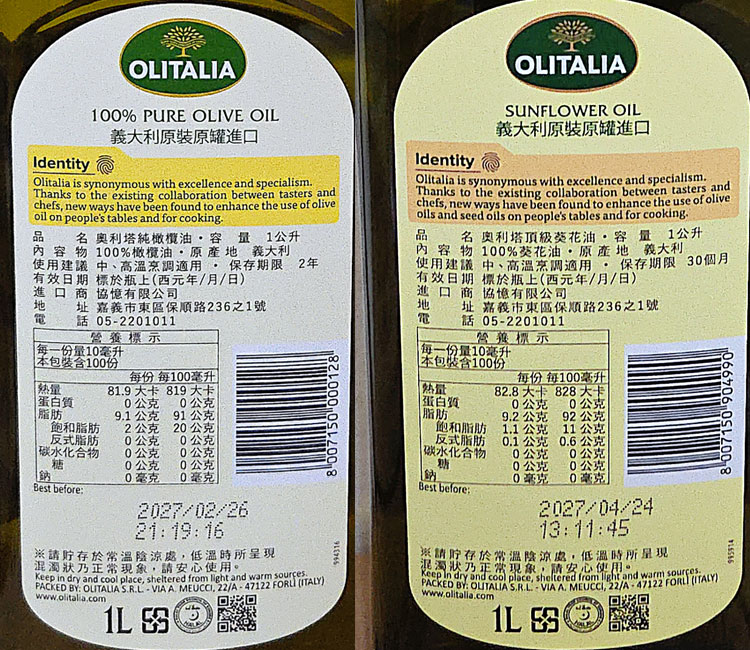 OLITALIA
100% PURE OLIVE OIL
義大利原裝原罐進口
Identity
Olitalia is synonymous with excellence and specialism.
Thanks to the existing collaboration between tasters and
chefs, new ways have been found to enhance the use of olive
oil on people's tables and for cooking.
品 名 奧利塔純橄欖油・容 量 1公升
內 容 物 100%橄欖油・原 產 地 義大利
使用建議 中、高溫烹調適用 ・ 保存期限 2年
有效日期 標於瓶上(西元年/月/日)
進 口 商 協憶有限公司
地 址 嘉義市東區保順路236之1號
電 話 05-2201011
營 養 標 示
每一份量10毫升
本包裝含100份
每份 每100毫升
熱量 81.9 大卡 819 大卡
蛋白質 0 公克 0 公克
脂肪 9.1 公克 91 公克
飽和脂肪 2 公克 20 公克
反式脂肪 0 公克 0 公克
碳水化合物 0 公克 0 公克
糖 0 公克 0 公克
鈉 0 毫克 0 毫克
8 007150 000128
Best before:
2027/02/26
21:19:16
※請貯存於常溫陰涼處，低溫時所呈現
混濁狀乃正常現象，請安心使用。
Keep in dry and cool place, sheltered from light and warm sources.
PACKED BY: OLITALIA S.R.L. - VIA A. MEUCCI, 22/A - 47122 FORLÌ (ITALY)
www.olitalia.com
994316
1L
HALAL
OLITALIA
SUNFLOWER OIL
義大利原裝原罐進口
Identity
Olitalia is synonymous with excellence and specialism.
Thanks to the existing collaboration between tasters and
chefs, new ways have been found to enhance the use of olive
oils and seed oils on people's tables and for cooking.
品 名 奧利塔頂級葵花油・容 量 1公升
內 容 物 100%葵花油・原 產 地 義大利
使用建議 中、高溫烹調適用 ・ 保存期限 30個月
有效日期 標於瓶上(西元年/月/日)
進 口 商 協憶有限公司
地 址 嘉義市東區保順路236之1號
電 話 05-2201011
營 養 標 示
每一份量10毫升
本包裝含100份
每份 每100毫升
熱量 82.8 大卡 828 大卡
蛋白質 0 公克 0 公克
脂肪 9.2 公克 92 公克
飽和脂肪 1.1 公克 11 公克
反式脂肪 0.1 公克 0.6 公克
碳水化合物 0 公克 0 公克
糖 0 公克 0 公克
鈉 0 毫克 0 毫克
8 007150 904990
Best before:
2027/04/24
13:11:45
※請貯存於常溫陰涼處，低溫時所呈現
混濁狀乃正常現象，請安心使用。
Keep in dry and cool place, sheltered from light and warm sources.
PACKED BY: OLITALIA S.R.L. - VIA A. MEUCCI, 22/A - 47122 FORLÌ (ITALY)
www.olitalia.com
995914
1L
HALAL